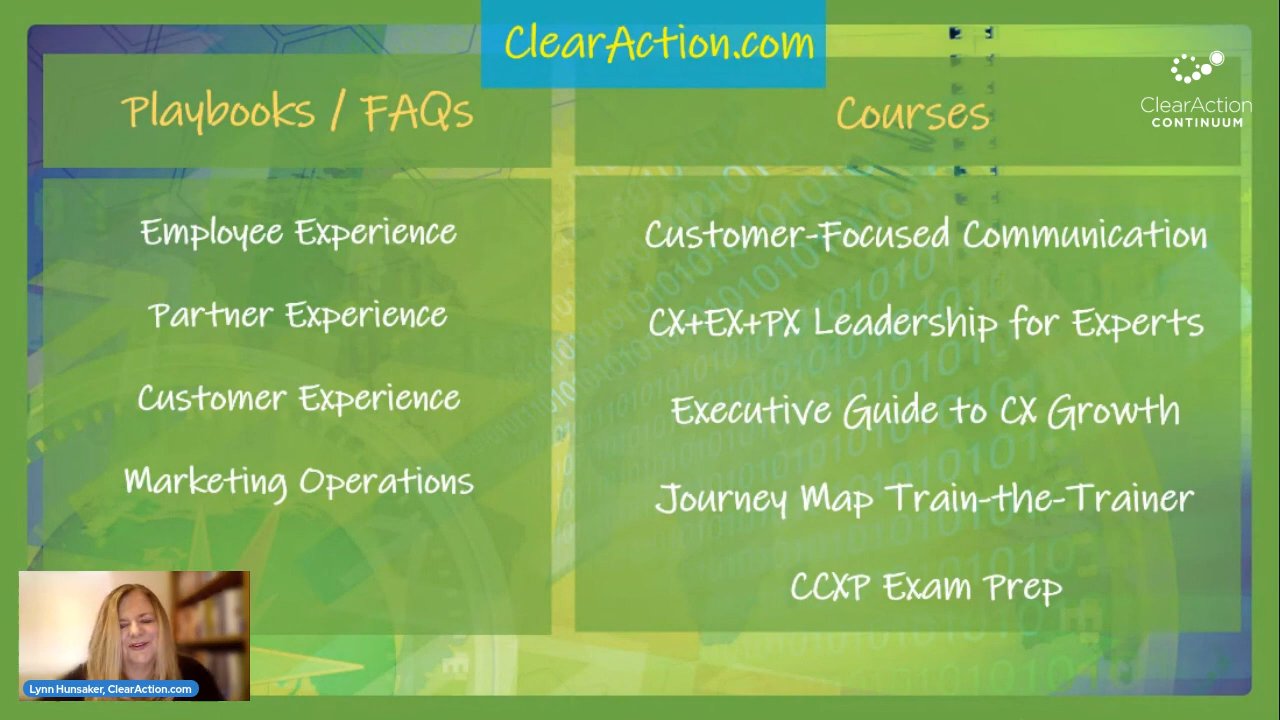 ClearAction.com
ClearAction
CONTINUUM
Playbooks / FAQs
Employee Experience
Partner Experience
Customer Experience
Marketing Operations
Courses
Customer-Focused Communication
CX+EX+PX Leadership for Experts
Executive Guide to CX Growth
Journey Map Train-the-Trainer
CCXP Exam Prep
Lynn Hunsaker, ClearAction.com